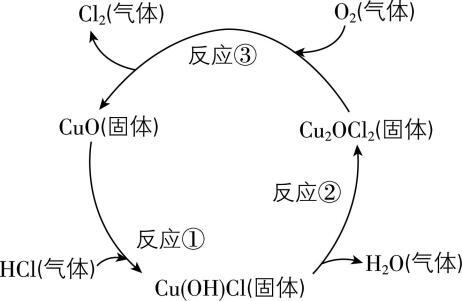 Cl₂(气体)
O₂(气体)
反应③
CuO(固体)
Cu₂OCl₂(固体)
反应②
反应①
HCl(气体)
H₂O(气体)
Cu(OH)Cl(固体)